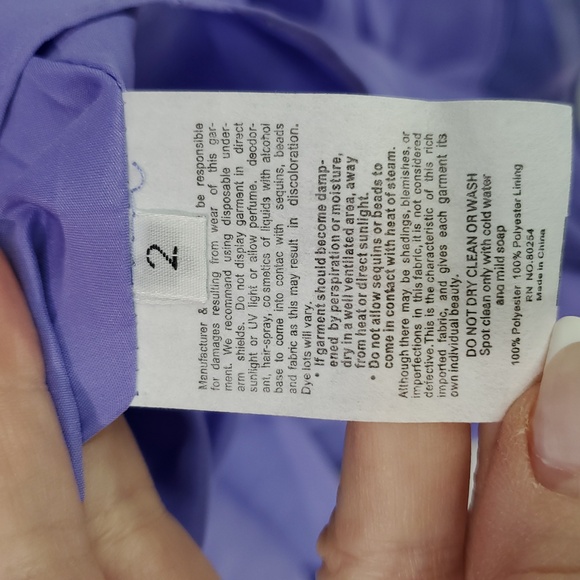 2
Manufacturer & be responsible
for damages resulting from wear of this gar-
ment. We recommend using disposable under-
arm shields. Do not display garment in direct
sunlight or UV light or allow perfume, deodor-
ant, hair-spray, cosmetics of liquids with alcohol
base to come into contact with sequins, beads
and fabric as this may result in discoloration.
Dye lots will vary.
• If garment should become damp-
ened by perspiration or moisture,
dry in a well ventilated area, away
from heat or direct sunlight.
• Do not allow sequins or beads to
come in contact with heat of steam.
Although there may be shadings, blemishes, or
imperfections in this fabric, it is not considered
defective. This is the characteristic of this rich
imported fabric, and gives each garment its
own individual beauty.
DO NOT DRY CLEAN OR WASH
Spot clean only with cold water
and mild soap
100% Polyester 100% Polyester Lining
RN NO.80254
Made in China